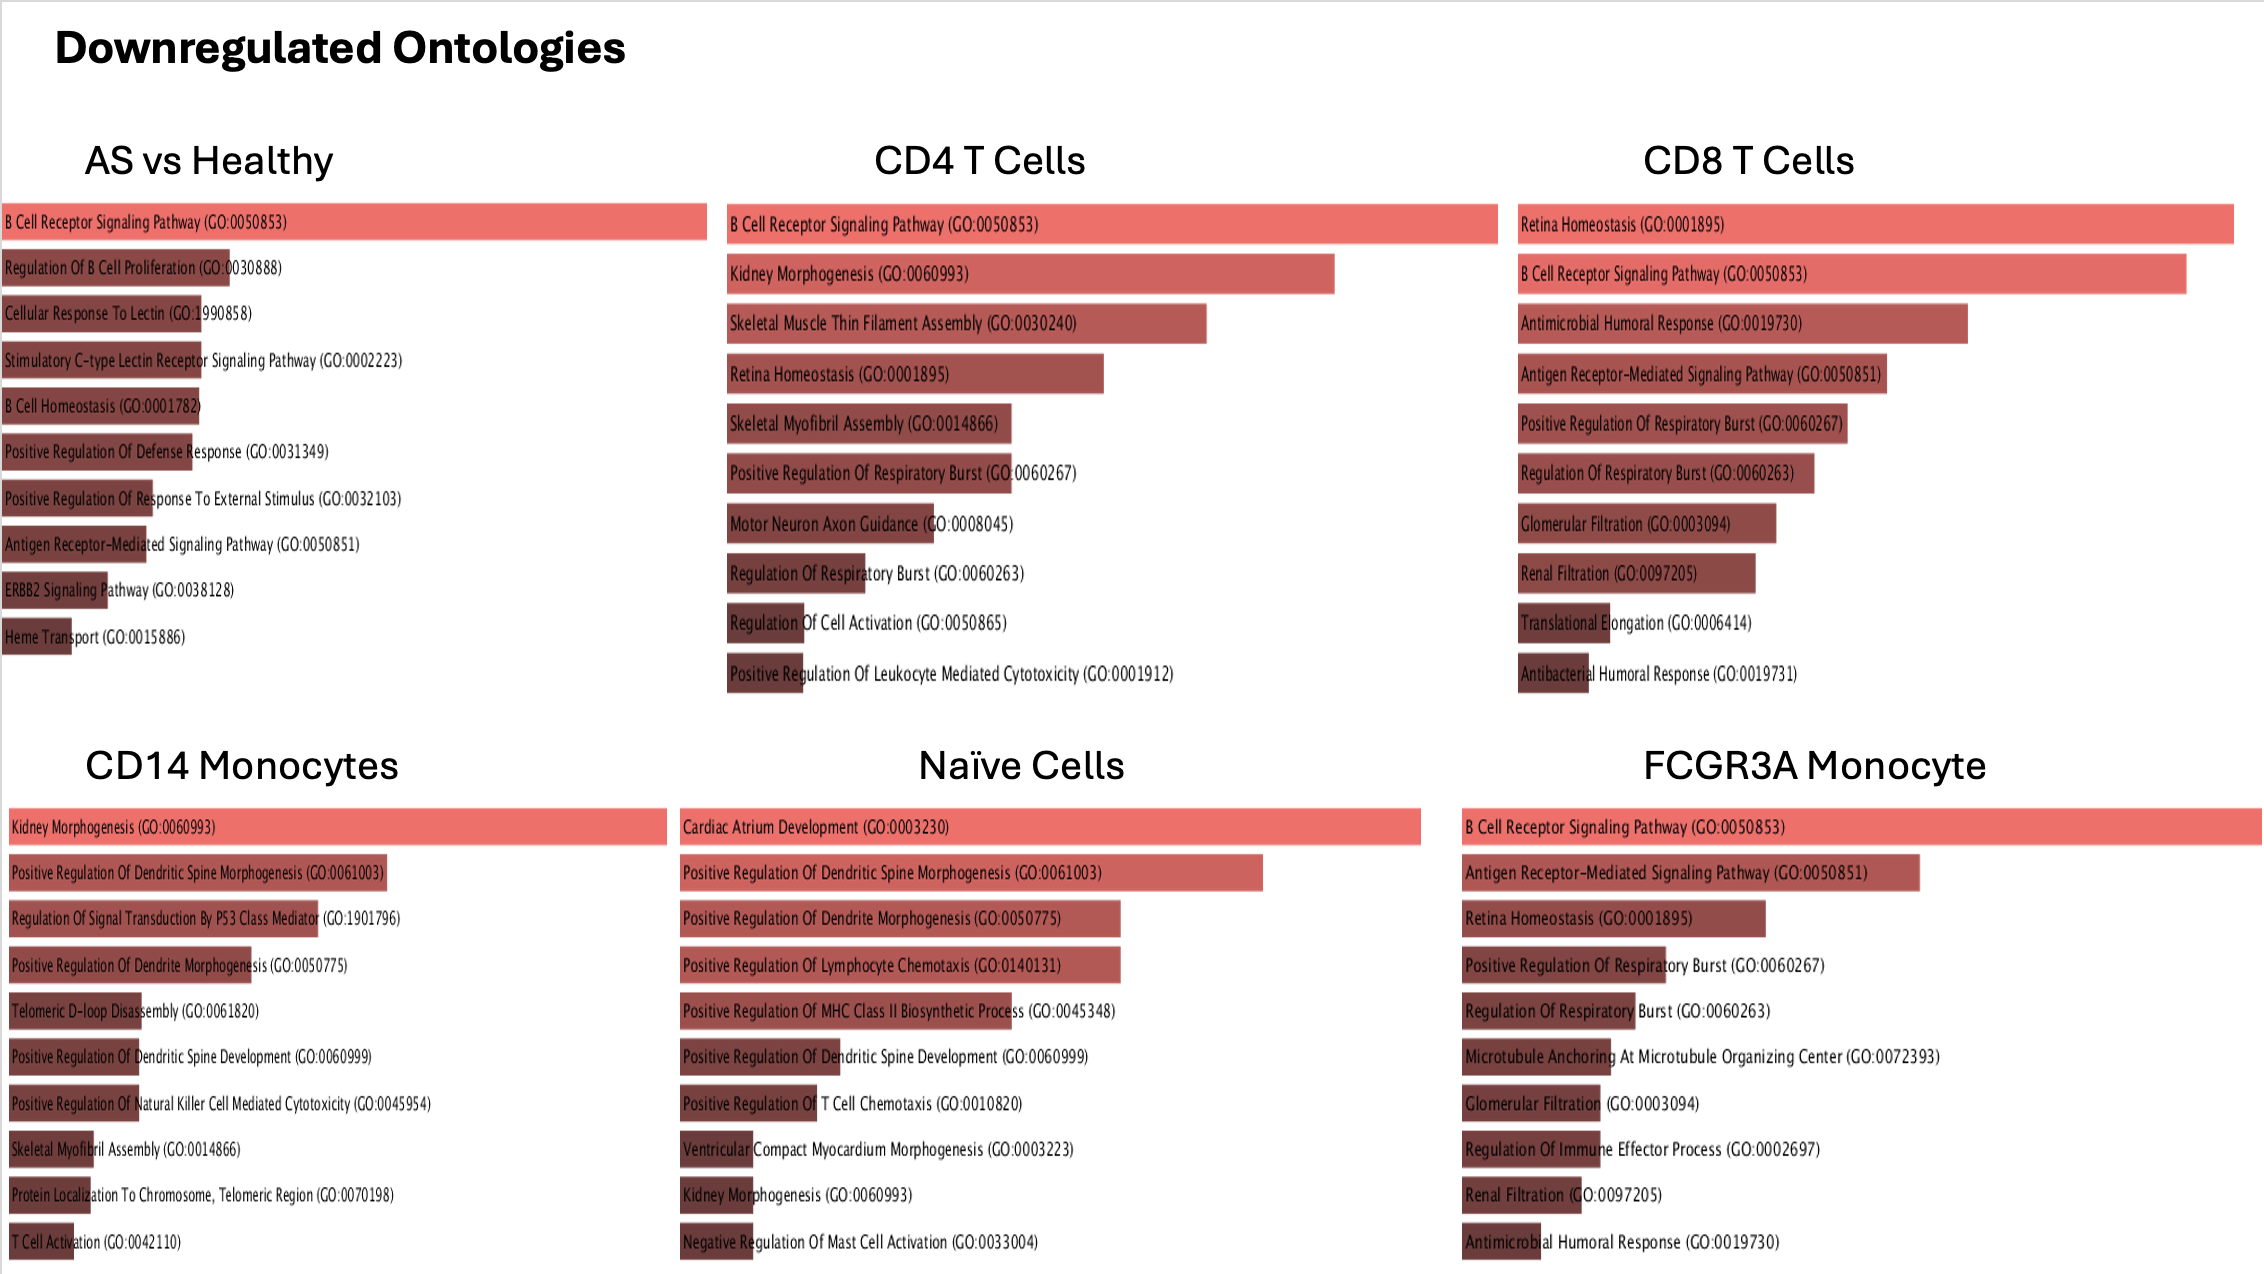 Downregulated Ontologies
AS vs Healthy
B Cell Receptor Signaling Pathway (GO:0050853)
Regulation Of B Cell Proliferation (GO:0030888)
Cellular Response To Lectin (GO:1990858)
Stimulatory C-type Lectin Receptor Signaling Pathway (GO:0002223)
B Cell Homeostasis (GO:0001782)
Positive Regulation Of Defense Response (GO:0031349)
Positive Regulation Of Response To External Stimulus (GO:0032103)
Antigen Receptor-Mediated Signaling Pathway (GO:0050851)
ERBB2 Signaling Pathway (GO:0038128)
Heme Transport (GO:0015886)
CD4 T Cells
B Cell Receptor Signaling Pathway (GO:0050853)
Kidney Morphogenesis (GO:0060993)
Skeletal Muscle Thin Filament Assembly (GO:0030240)
Retina Homeostasis (GO:0001895)
Skeletal Myofibril Assembly (GO:0014866)
Positive Regulation Of Respiratory Burst (GO:0060267)
Motor Neuron Axon Guidance (GO:0008045)
Regulation Of Respiratory Burst (GO:0060263)
Regulation Of Cell Activation (GO:0050865)
Positive Regulation Of Leukocyte Mediated Cytotoxicity (GO:0001912)
CD8 T Cells
Retina Homeostasis (GO:0001895)
B Cell Receptor Signaling Pathway (GO:0050853)
Antimicrobial Humoral Response (GO:0019730)
Antigen Receptor-Mediated Signaling Pathway (GO:0050851)
Positive Regulation Of Respiratory Burst (GO:0060267)
Regulation Of Respiratory Burst (GO:0060263)
Glomerular Filtration (GO:0003094)
Renal Filtration (GO:0097205)
Translational Elongation (GO:0006414)
Antibacterial Humoral Response (GO:0019731)
CD14 Monocytes
Kidney Morphogenesis (GO:0060993)
Positive Regulation Of Dendritic Spine Morphogenesis (GO:0061003)
Regulation Of Signal Transduction By P53 Class Mediator (GO:1901796)
Positive Regulation Of Dendrite Morphogenesis (GO:0050775)
Telomeric D-loop Disassembly (GO:0061820)
Positive Regulation Of Dendritic Spine Development (GO:0060999)
Positive Regulation Of Natural Killer Cell Mediated Cytotoxicity (GO:0045954)
Skeletal Myofibril Assembly (GO:0014866)
Protein Localization To Chromosome, Telomeric Region (GO:0070198)
T Cell Activation (GO:0042110)
Naïve Cells
Cardiac Atrium Development (GO:0003230)
Positive Regulation Of Dendritic Spine Morphogenesis (GO:0061003)
Positive Regulation Of Dendrite Morphogenesis (GO:0050775)
Positive Regulation Of Lymphocyte Chemotaxis (GO:0140131)
Positive Regulation Of MHC Class II Biosynthetic Process (GO:0045348)
Positive Regulation Of Dendritic Spine Development (GO:0060999)
Positive Regulation Of T Cell Chemotaxis (GO:0010820)
Ventricular Compact Myocardium Morphogenesis (GO:0003223)
Kidney Morphogenesis (GO:0060993)
Negative Regulation Of Mast Cell Activation (GO:0033004)
FCGR3A Monocyte
B Cell Receptor Signaling Pathway (GO:0050853)
Antigen Receptor-Mediated Signaling Pathway (GO:0050851)
Retina Homeostasis (GO:0001895)
Positive Regulation Of Respiratory Burst (GO:0060267)
Regulation Of Respiratory Burst (GO:0060263)
Microtubule Anchoring At Microtubule Organizing Center (GO:0072393)
Glomerular Filtration (GO:0003094)
Regulation Of Immune Effector Process (GO:0002697)
Renal Filtration (GO:0097205)
Antimicrobial Humoral Response (GO:0019730)